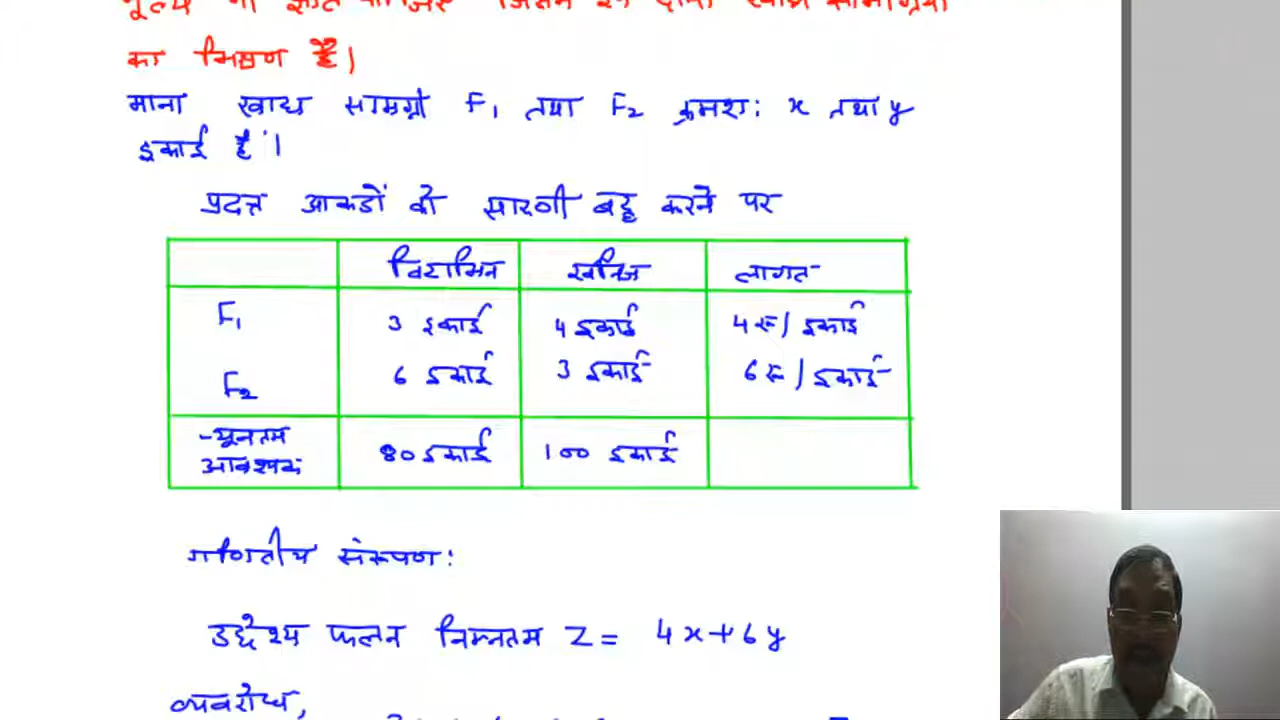 का मिश्रण है।
माना खाद्य सामग्री F₁ तथा F₂ क्रमशः x तथा y
इकाई हैं।
प्रदत्त आकडों को सारणी बद्ध करने पर
विटामिन खनिज लागत
F₁ 3 इकाई 4 इकाई 4 रू/ इकाई
F₂ 6 इकाई 3 इकाई 6 रू/ इकाई
न्यूनतम
आवश्यक 80 इकाई 100 इकाई
गणितीय संरूपण:
उद्देश्य फलन निम्नतम Z = 4x+6y
व्यवरोध,